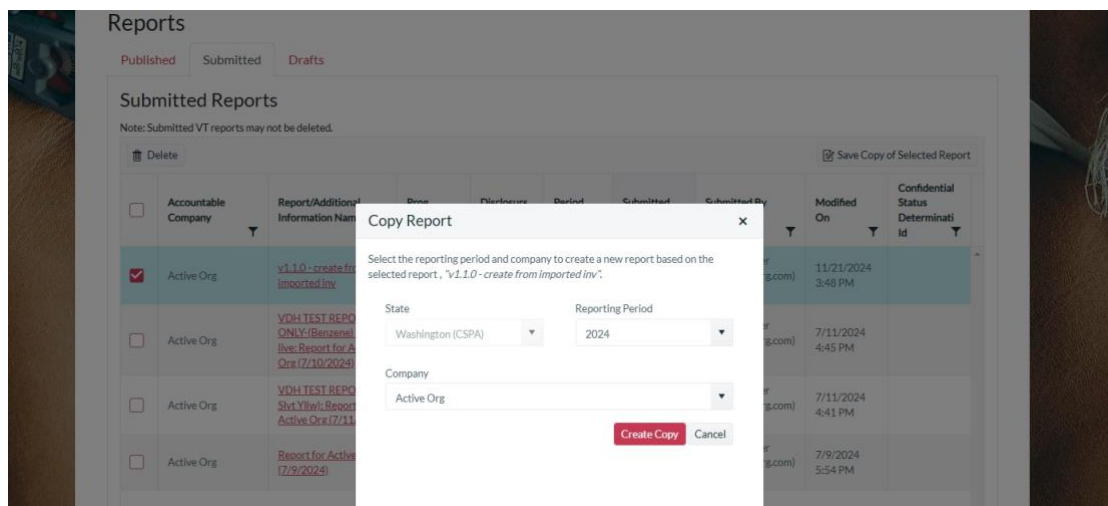 Reports
Published Submitted Drafts
Submitted Reports
Note: Submitted VT reports may not be deleted.
Delete Save Copy of Selected Report
Accountable Company
Report/Additional Information
Submitted
Submitted By
Modified On
Confidential Status Determinati Id
Active Org
v1.1.0 - create
imported inv
11/21/2024
3:48 PM
Active Org
VDH TEST
ONLY-(Benzene)
live: Report for
Org (7/10/2024)
7/11/2024
4:45 PM
Active Org
VDH TEST
Active Org (7/11
7/11/2024
4:41 PM
Active Org
Report for Active
(7/9/2024)
7/9/2024
5:54 PM
Copy Report
Select the reporting period and company to create a new report based on the
selected report , "v1.1.0 - create from imported inv".
State Reporting Period
Washington (CSPA) 2024
Company
Active Org
Create Copy Cancel